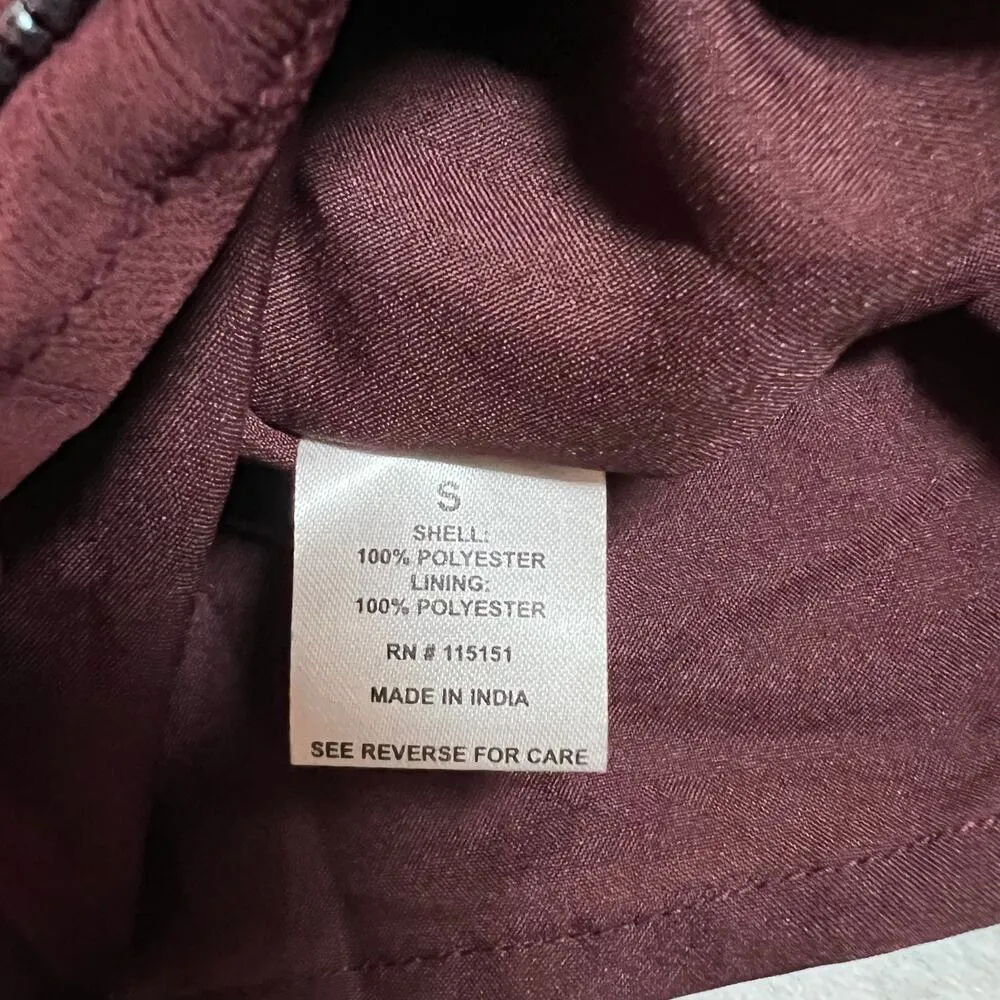 S
SHELL:
100% POLYESTER
LINING:
100% POLYESTER
RN # 115151
MADE IN INDIA
SEE REVERSE FOR CARE